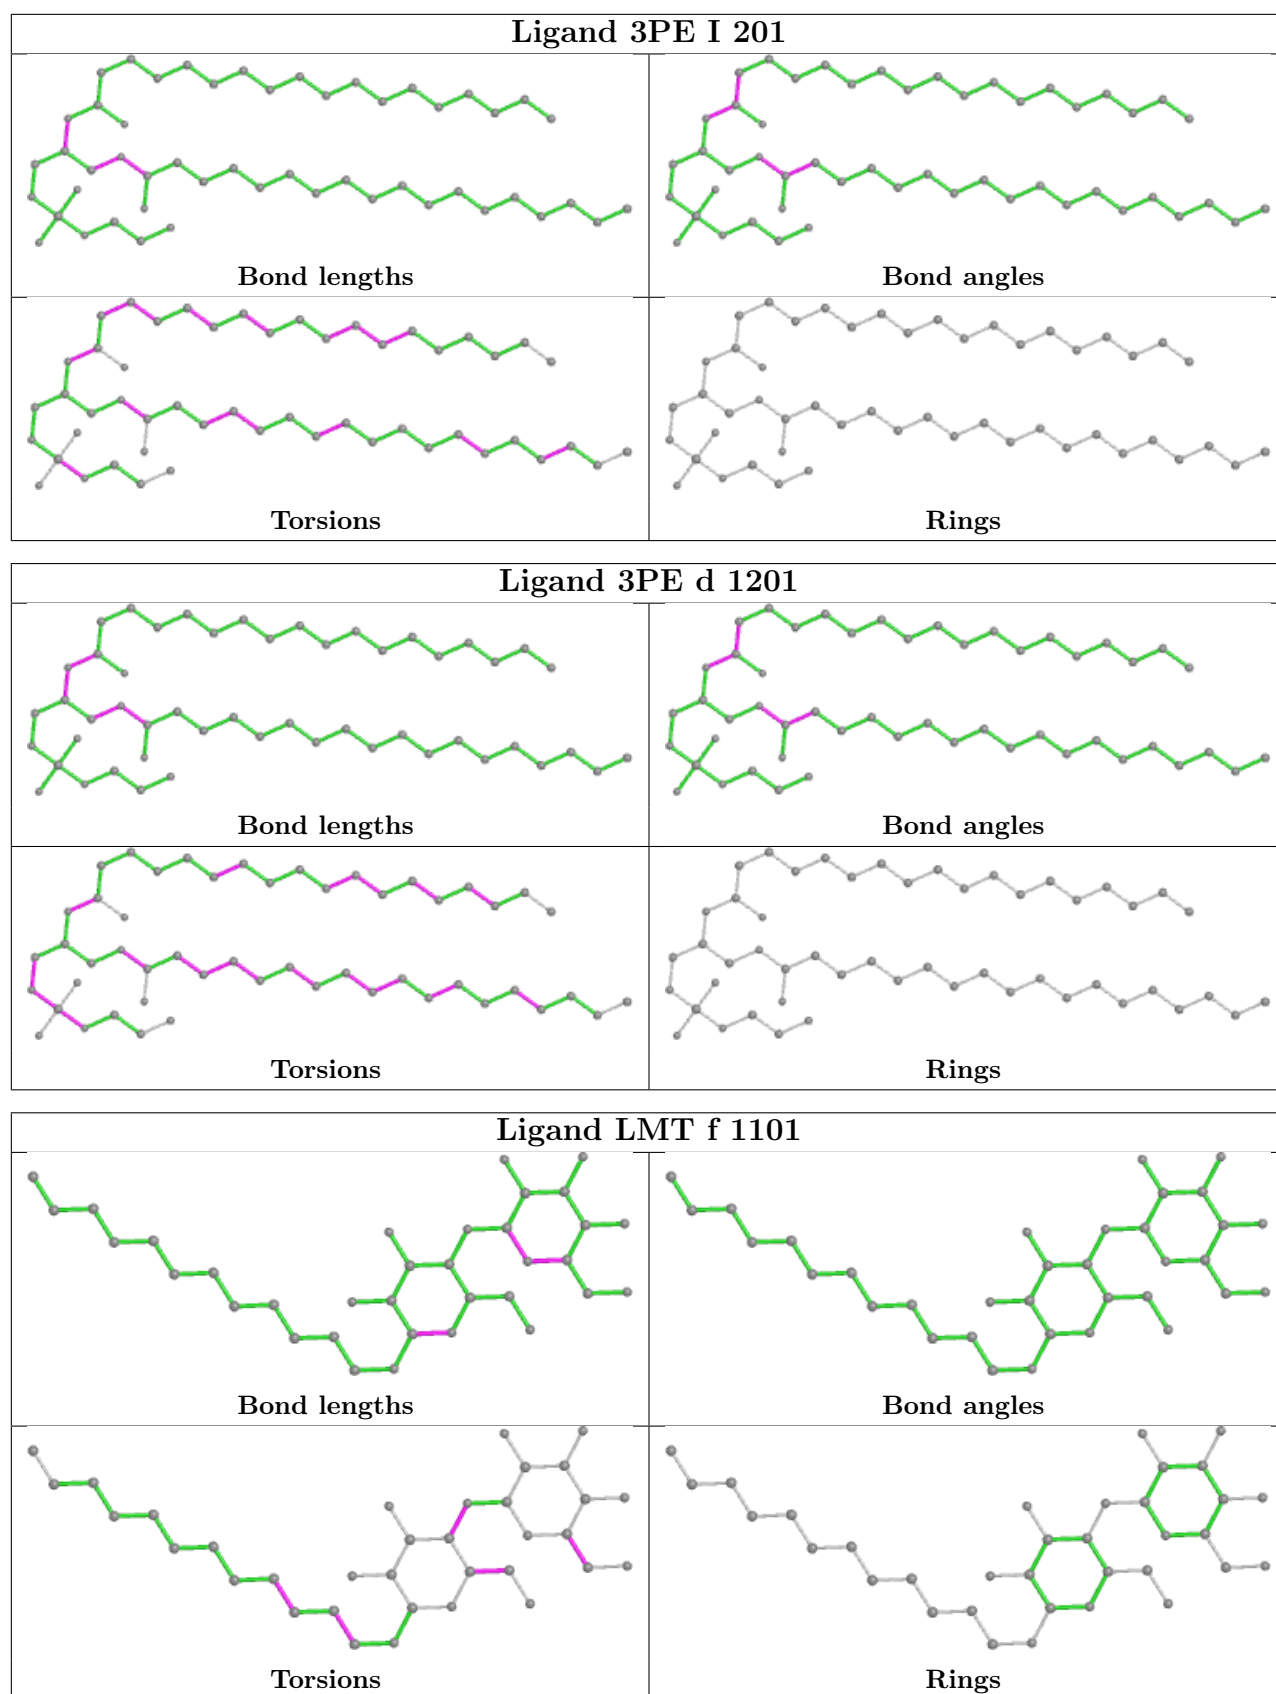 Ligand 3PE I 201
Bond lengths
Bond angles
Torsions
Rings
Ligand 3PE d 1201
Bond lengths
Bond angles
Torsions
Rings
Ligand LMT f 1101
Bond lengths
Bond angles
Torsions
Rings